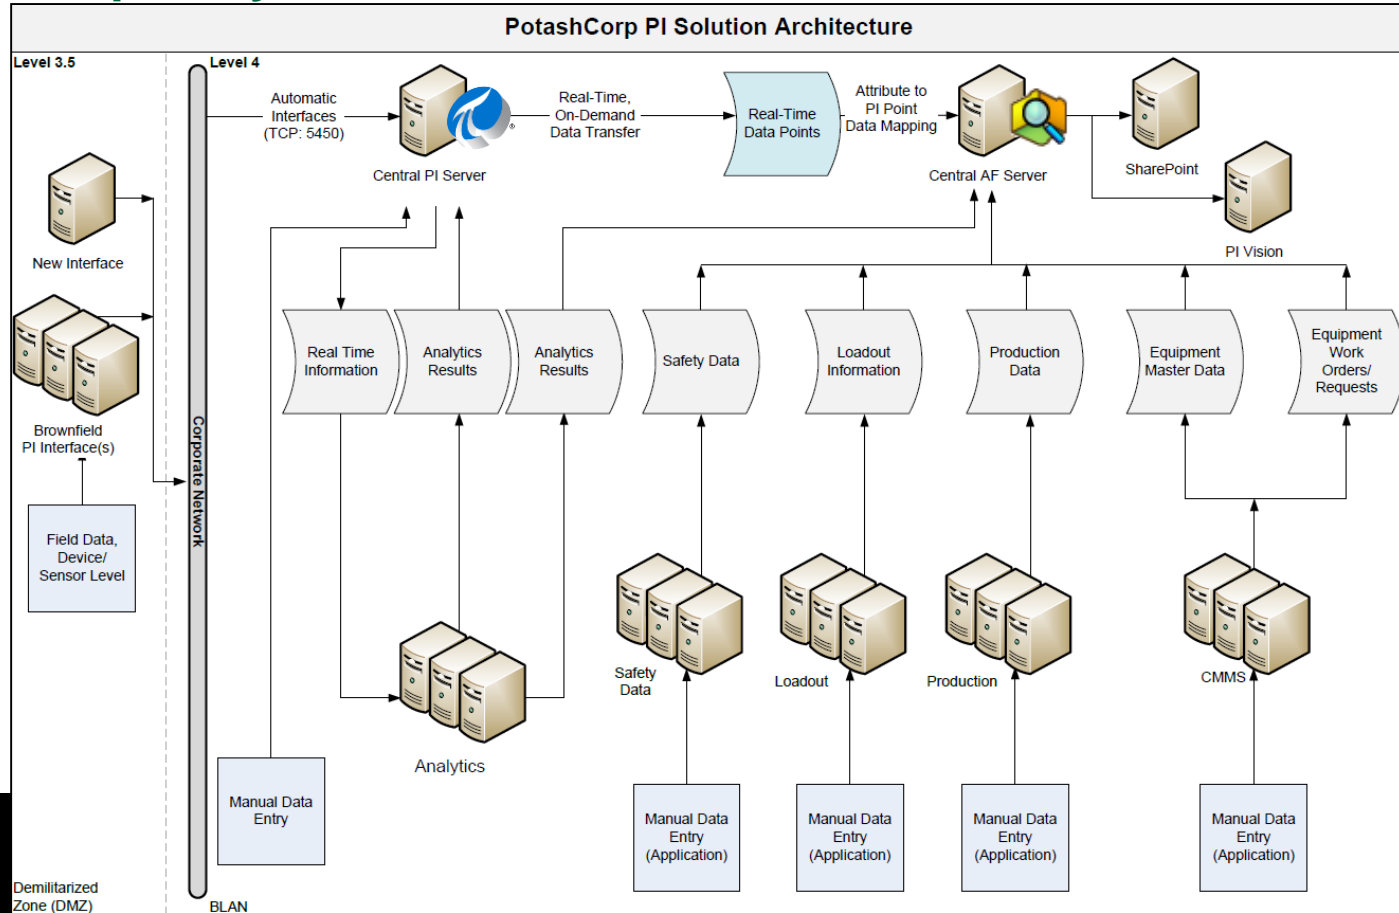 PotashCorp PI Solution Architecture
Level 3.5
Level 4
Automatic
Interfaces
(TCP: 5450)
Real-Time,
On-Demand
Data Transfer
Real-Time
Data Points
Attribute to
PI Point
Data Mapping
Central PI Server
Central AF Server
SharePoint
PI Vision
New Interface
Brownfield
PI Interface(s)
Field Data,
Device/
Sensor Level
Corporate Network
Real Time
Information
Analytics
Results
Analytics
Results
Safety Data
Loadout
Information
Production
Data
Equipment
Master Data
Equipment
Work
Orders/
Requests
Safety
Data
Loadout
Production
CMMS
Analytics
Manual Data
Entry
Manual Data
Entry
(Application)
Manual Data
Entry
(Application)
Manual Data
Entry
(Application)
Manual Data
Entry
(Application)
Demilitarized
Zone (DMZ)
BLAN